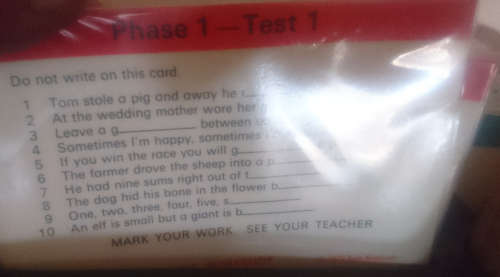 Phase 1 — Test 1
Do not write on this card.
1 Tom stole a pig and away he r
2 At the wedding mother wore her
3 Leave a g________ between
4 Sometimes I'm happy, sometimes
5 If you win the race you will g
6 The farmer drove the sheep into a p
7 He had nine sums right out of t
8 The dog hid his bone in the flower b
9 One, two, three, four, five, s
10 An elf is small but a giant is b
MARK YOUR WORK SEE YOUR TEACHER